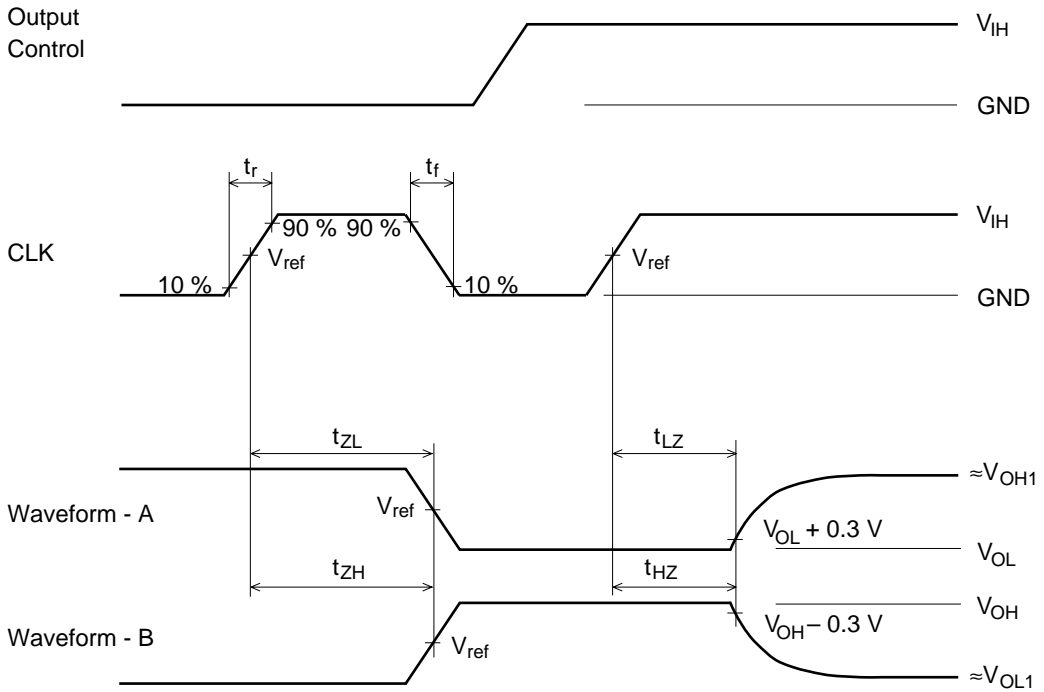 Output
Control
V_IH
GND
t_r
t_f
90 % 90 %
V_IH
CLK
V_ref
V_ref
10 %
10 %
GND
t_ZL
t_LZ
≈V_OH1
V_ref
Waveform - A
V_OL + 0.3 V
V_OL
t_ZH
t_HZ
V_OH
V_OH – 0.3 V
Waveform - B
V_ref
≈V_OL1